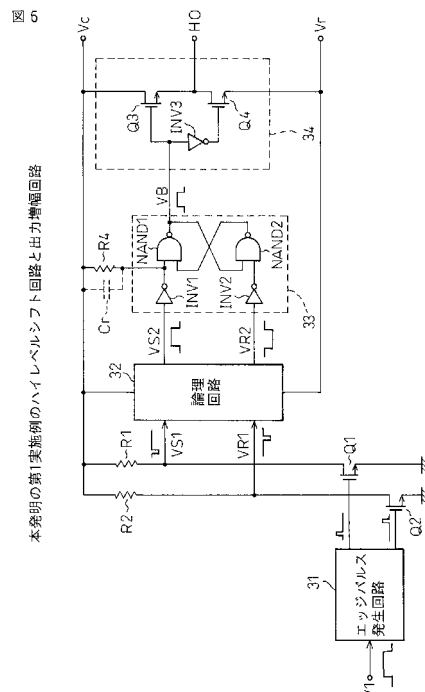 図 5
本発明の第1実施例のハイレベルシフト回路と出力増幅回路
Vc
HO
Vr
Q3
INV3
Q4
34
VB
R4
Cr
NAND1
NAND2
INV1
INV2
33
VS2
VR2
32
論理
回路
R1
R2
VS1
VR1
Q1
Q2
31
エッジパルス
発生回路